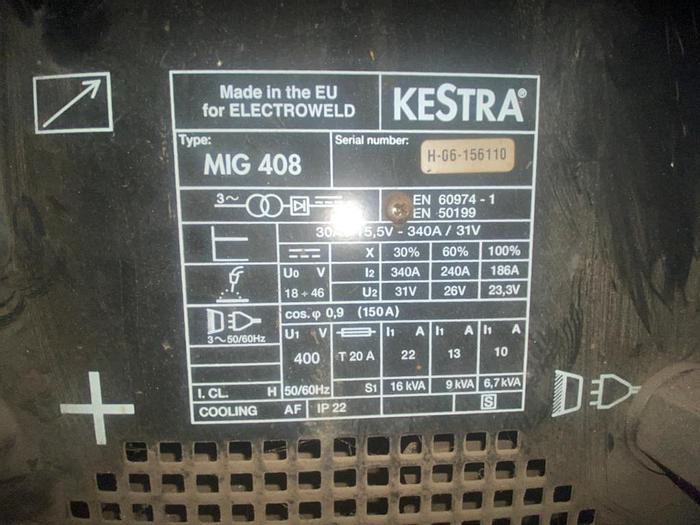 Made in the EU
for ELECTROWELD
KESTRA®
Type:
MIG 408
Serial number:
H-06-156110
3~
EN 60974 - 1
EN 50199
30A 15,5V - 340A / 31V
X 30% 60% 100%
U₀ V I₂ 340A 240A 186A
18 ÷ 46 U₂ 31V 26V 23,3V
cos. φ 0,9 (150A)
3~50/60Hz
U₁ V I₁ A I₁ A I₁ A
400 T 20 A 22 13 10
I. CL. H 50/60Hz S₁ 16 kVA 9 kVA 6,7 kVA
COOLING AF IP 22 S